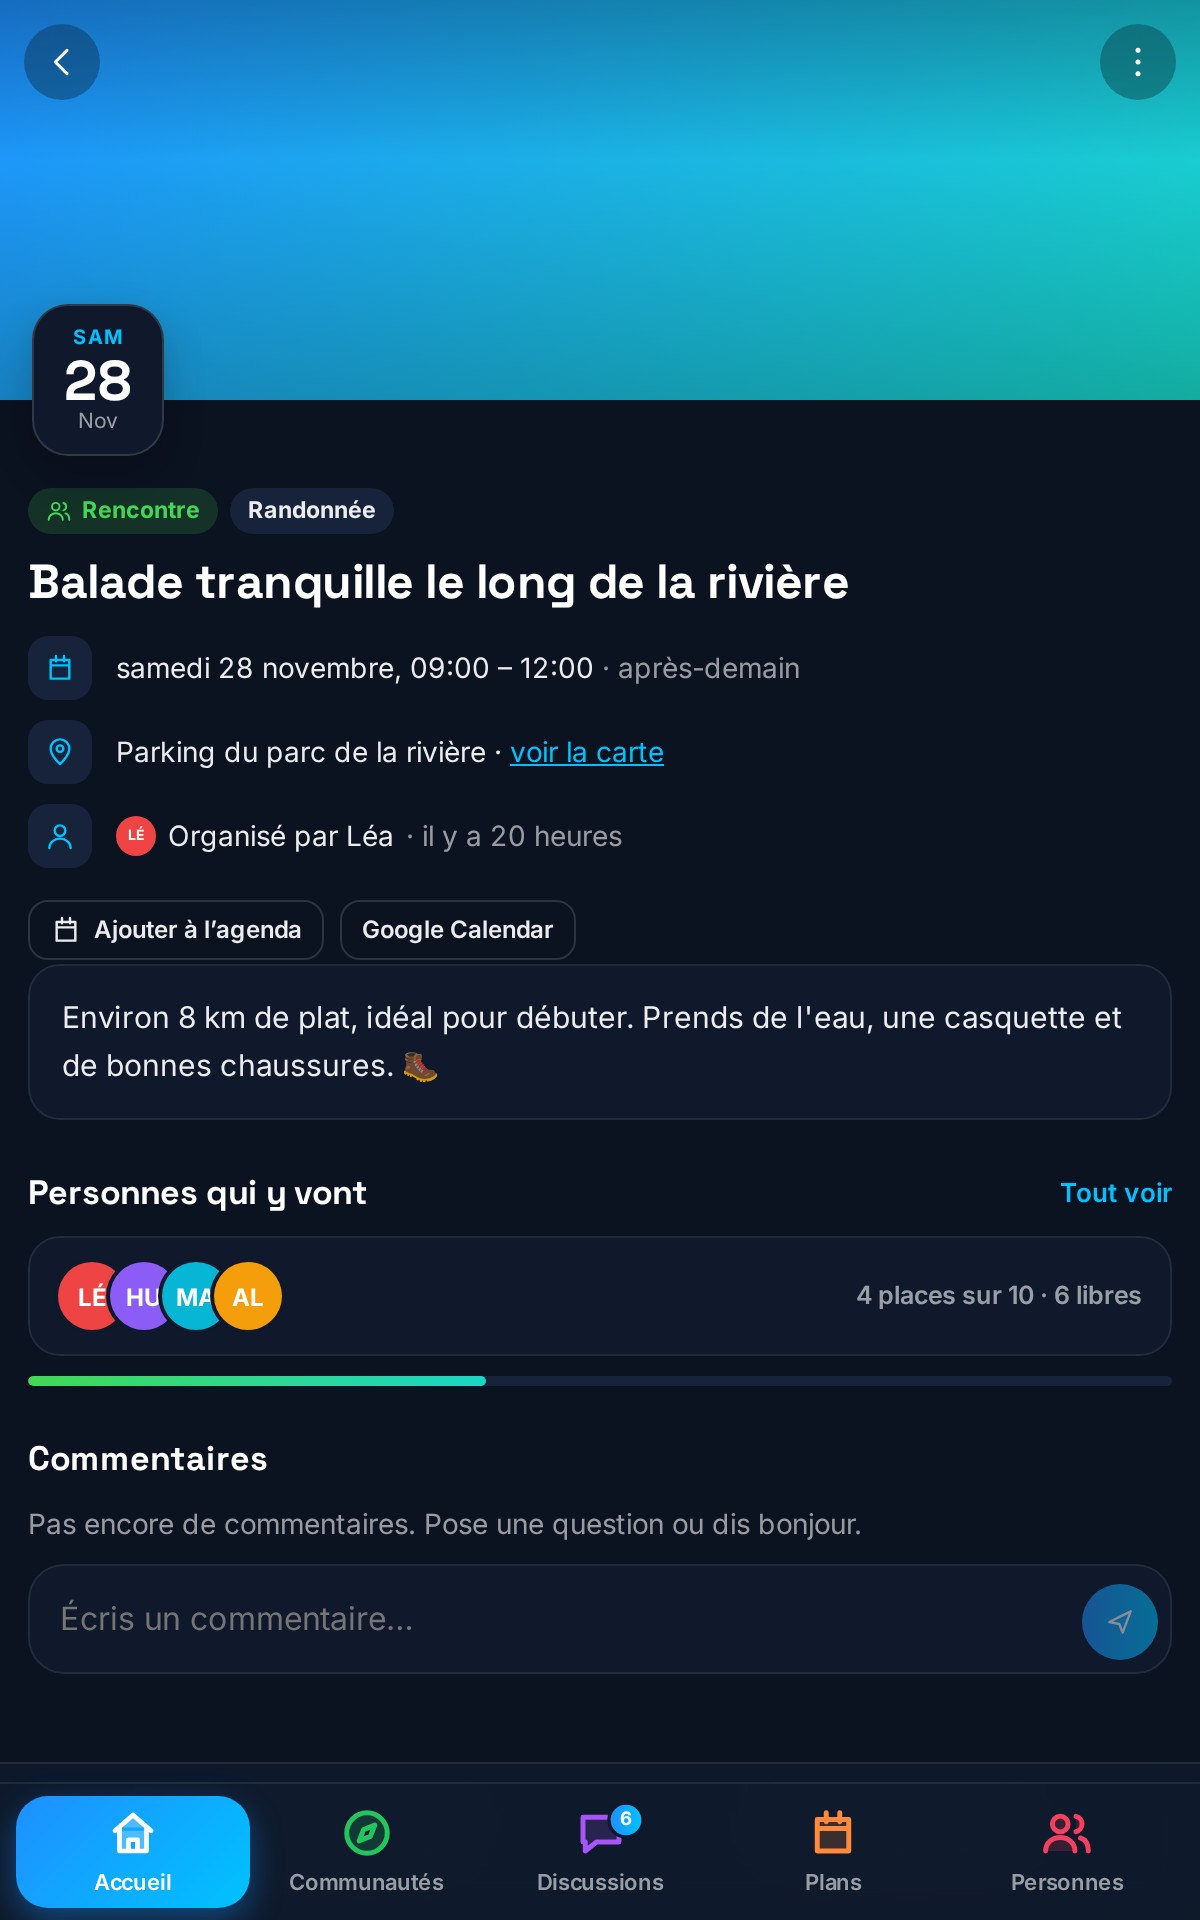 SAM
28
Nov
Rencontre
Randonnée
Balade tranquille le long de la rivière
samedi 28 novembre, 09:00 – 12:00 · après-demain
Parking du parc de la rivière · voir la carte
LÉ Organisé par Léa · il y a 20 heures
Ajouter à l’agenda
Google Calendar
Environ 8 km de plat, idéal pour débuter. Prends de l'eau, une casquette et
de bonnes chaussures. 🥾
Personnes qui y vont
Tout voir
LÉ HU MA AL
4 places sur 10 · 6 libres
Commentaires
Pas encore de commentaires. Pose une question ou dis bonjour.
Écris un commentaire...
6
Accueil
Communautés
Discussions
Plans
Personnes